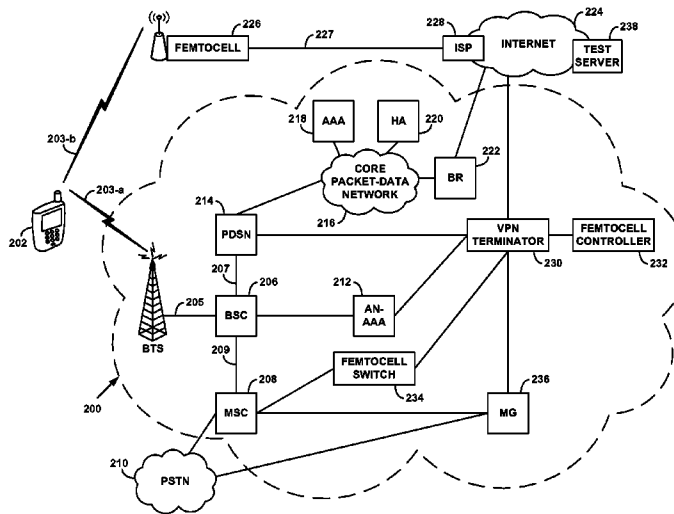 226
227
228
224
238
FEMTOCELL
ISP
INTERNET
TEST
SERVER
218
AAA
HA
220
203-b
203-a
CORE
PACKET-DATA
NETWORK
BR
222
214
216
202
PDSN
VPN
TERMINATOR
FEMTOCELL
CONTROLLER
207
206
212
230
232
205
BSC
AN-
AAA
BTS
209
FEMTOCELL
SWITCH
200
208
234
236
MSC
MG
210
PSTN